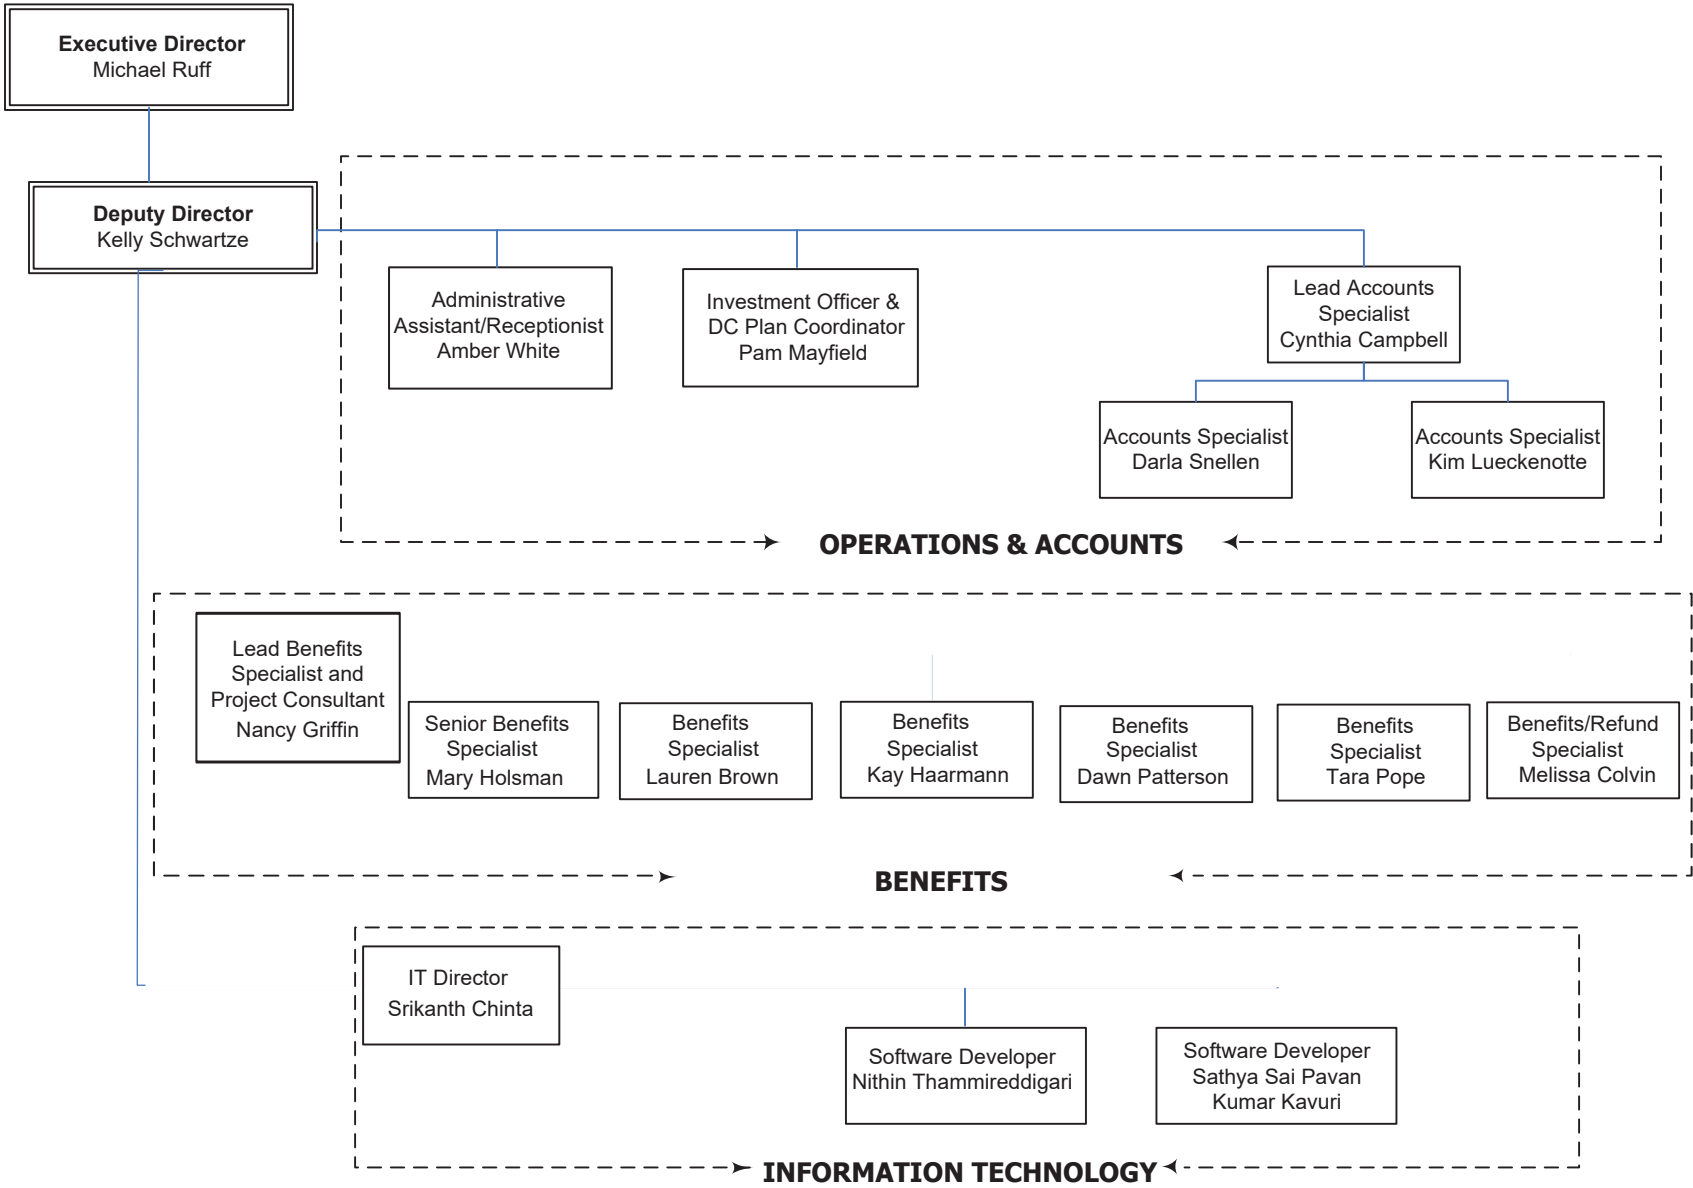 Executive Director
Michael Ruff
Deputy Director
Kelly Schwartze
Administrative
Assistant/Receptionist
Amber White
Investment Officer &
DC Plan Coordinator
Pam Mayfield
Lead Accounts
Specialist
Cynthia Campbell
Accounts Specialist
Darla Snellen
Accounts Specialist
Kim Lueckenotte
OPERATIONS & ACCOUNTS
Lead Benefits
Specialist and
Project Consultant
Nancy Griffin
Senior Benefits
Specialist
Mary Holsman
Benefits
Specialist
Lauren Brown
Benefits
Specialist
Kay Haarmann
Benefits
Specialist
Dawn Patterson
Benefits
Specialist
Tara Pope
Benefits/Refund
Specialist
Melissa Colvin
BENEFITS
IT Director
Srikanth Chinta
Software Developer
Nithin Thammireddigari
Software Developer
Sathya Sai Pavan
Kumar Kavuri
INFORMATION TECHNOLOGY